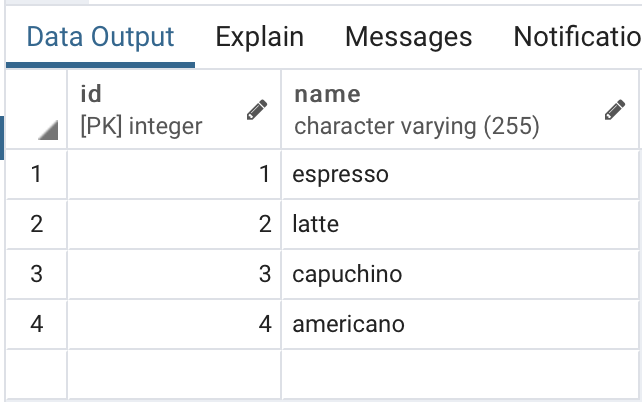 Data Output Explain Messages Notificatio
id name
[PK] integer character varying (255)
1 1 espresso
2 2 latte
3 3 capuchino
4 4 americano